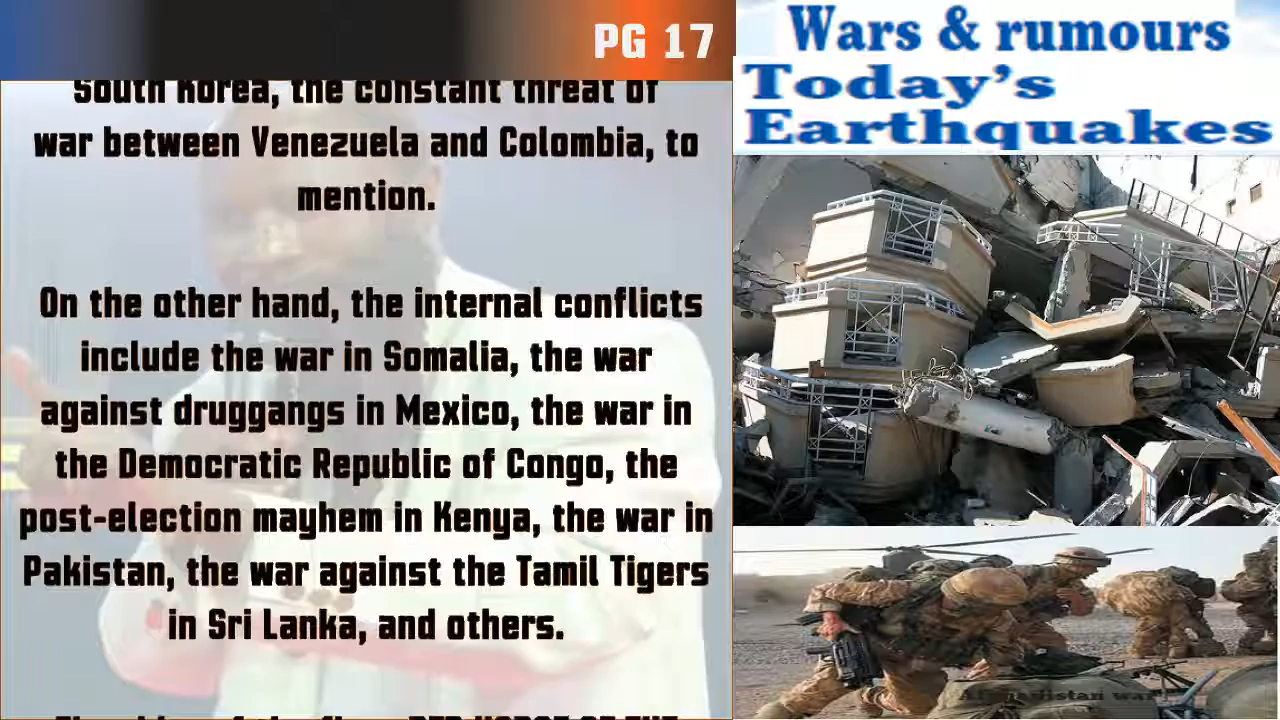 PG 17
South Korea, the constant threat of
war between Venezuela and Colombia, to
mention.
On the other hand, the internal conflicts
include the war in Somalia, the war
against druggangs in Mexico, the war in
the Democratic Republic of Congo, the
post-election mayhem in Kenya, the war in
Pakistan, the war against the Tamil Tigers
in Sri Lanka, and others.
Wars & rumours
Today's
Earthquakes
Afghanistan war